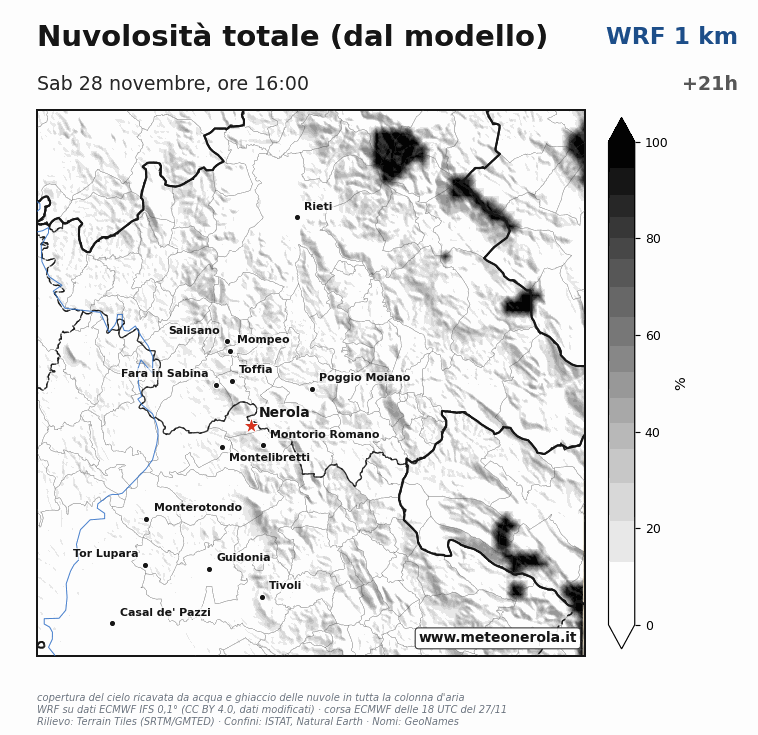 Nuvolosità totale (dal modello)
WRF 1 km
Sab 28 novembre, ore 16:00
+21h
100
80
60
40
20
0
%
Rieti
Salisano
Mompeo
Fara in Sabina
Toffia
Poggio Moiano
Nerola
Montorio Romano
Montelibretti
Monterotondo
Tor Lupara
Guidonia
Tivoli
Casal de' Pazzi
www.meteonerola.it
copertura del cielo ricavata da acqua e ghiaccio delle nuvole in tutta la colonna d'aria
WRF su dati ECMWF IFS 0,1° (CC BY 4.0, dati modificati) · corsa ECMWF delle 18 UTC del 27/11
Rilievo: Terrain Tiles (SRTM/GMTED) · Confini: ISTAT, Natural Earth · Nomi: GeoNames